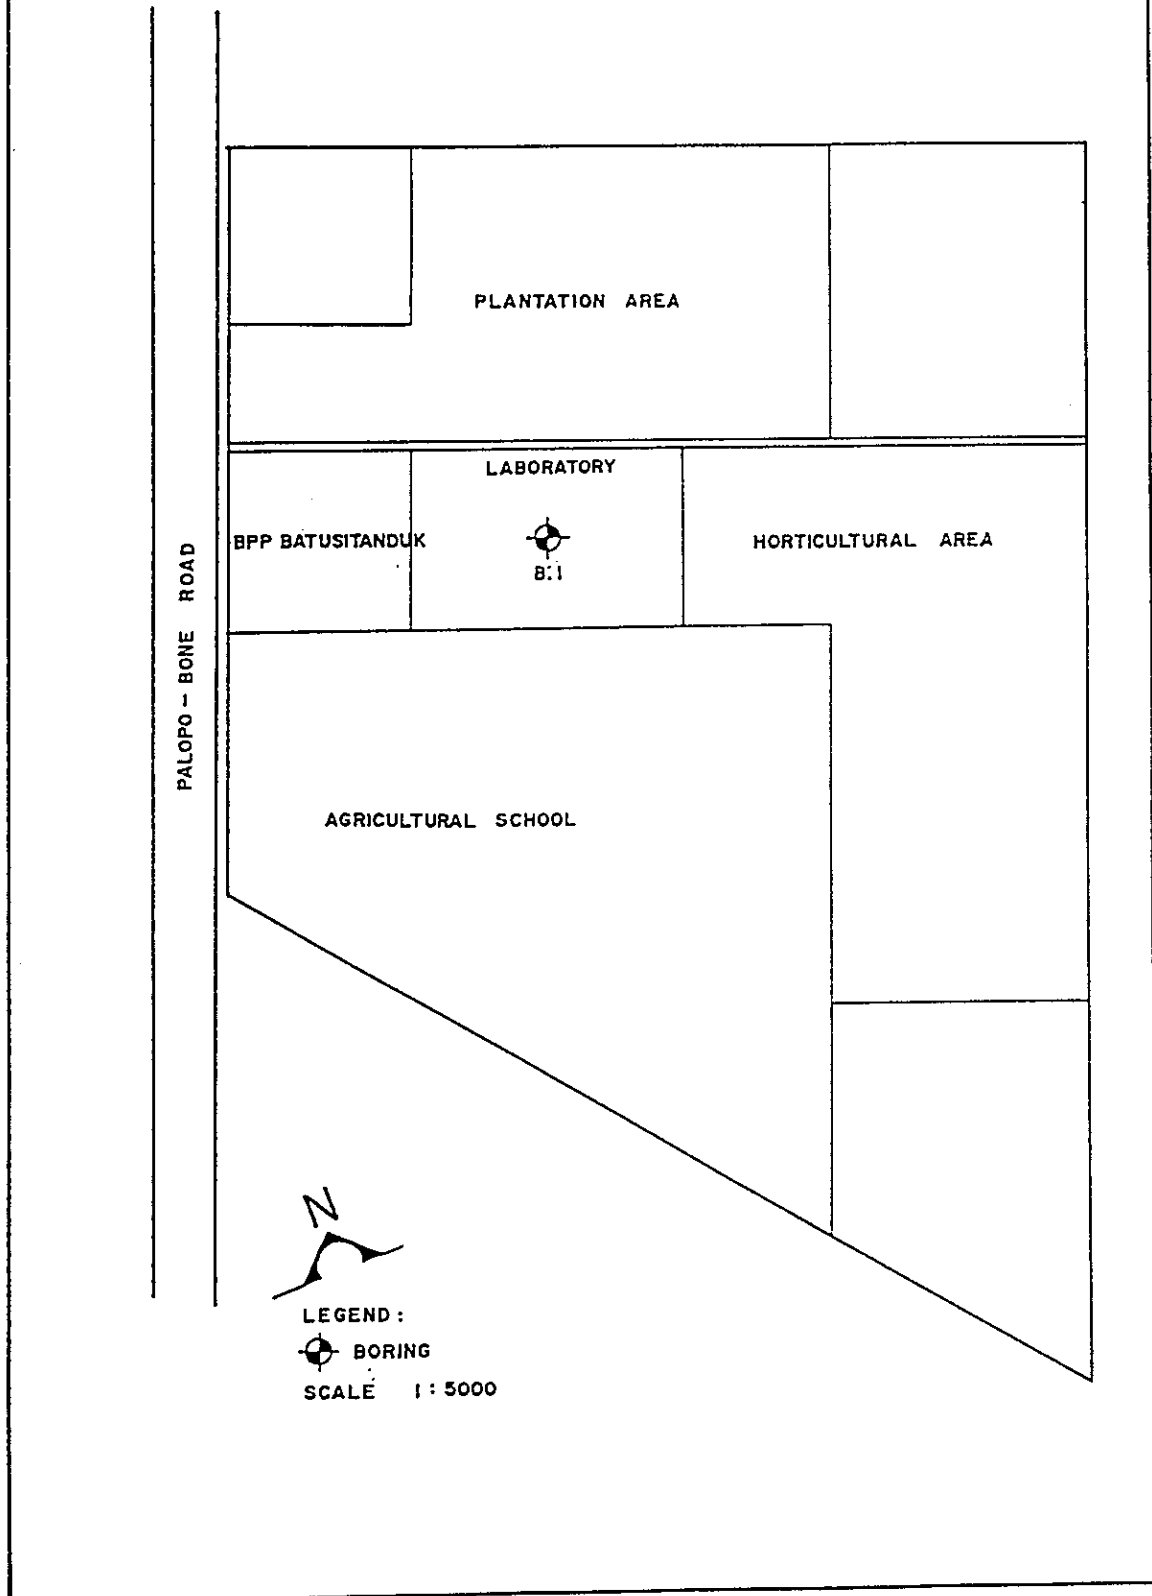 PLANTATION AREA
LABORATORY
BPP BATUSITANDUK
HORTICULTURAL AREA
B.1
PALOPO - BONE ROAD
AGRICULTURAL SCHOOL
N
LEGEND :
BORING
SCALE 1 : 5000